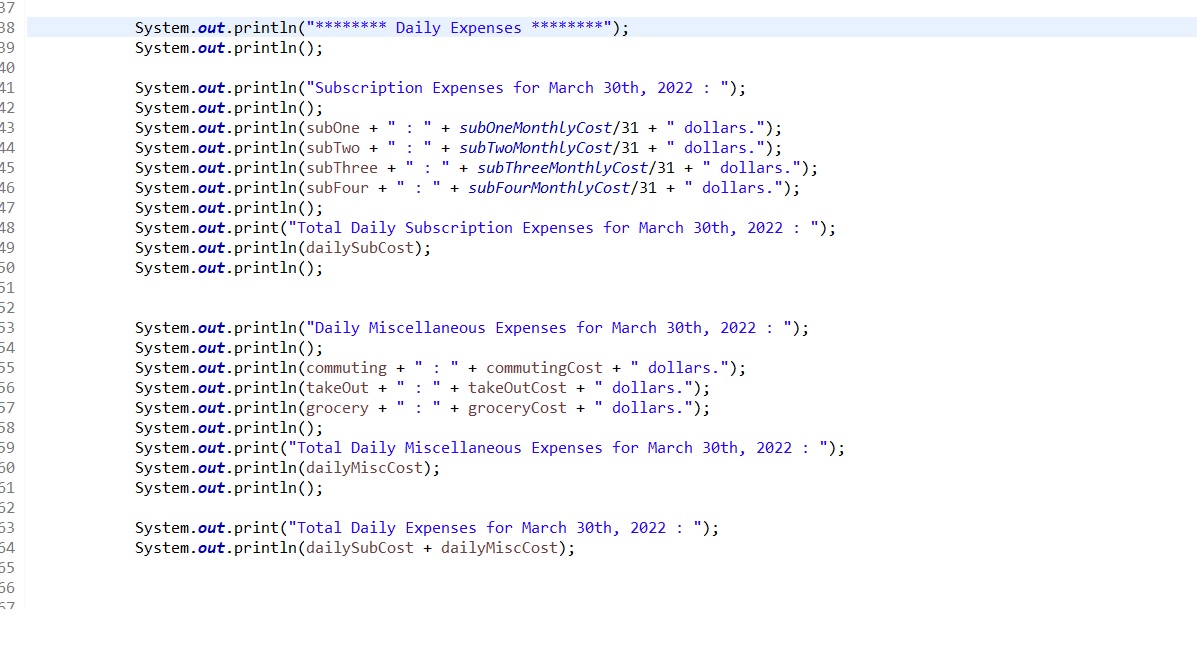 37
38 System.out.println("******** Daily Expenses ********");
39 System.out.println();
40
41 System.out.println("Subscription Expenses for March 30th, 2022 : ");
42 System.out.println();
43 System.out.println(subOne + " : " + subOneMonthlyCost/31 + " dollars.");
44 System.out.println(subTwo + " : " + subTwoMonthlyCost/31 + " dollars.");
45 System.out.println(subThree + " : " + subThreeMonthlyCost/31 + " dollars.");
46 System.out.println(subFour + " : " + subFourMonthlyCost/31 + " dollars.");
47 System.out.println();
48 System.out.print("Total Daily Subscription Expenses for March 30th, 2022 : ");
49 System.out.println(dailySubCost);
50 System.out.println();
51
52
53 System.out.println("Daily Miscellaneous Expenses for March 30th, 2022 : ");
54 System.out.println();
55 System.out.println(commuting + " : " + commutingCost + " dollars.");
56 System.out.println(takeOut + " : " + takeOutCost + " dollars.");
57 System.out.println(grocery + " : " + groceryCost + " dollars.");
58 System.out.println();
59 System.out.print("Total Daily Miscellaneous Expenses for March 30th, 2022 : ");
60 System.out.println(dailyMiscCost);
61 System.out.println();
62
63 System.out.print("Total Daily Expenses for March 30th, 2022 : ");
64 System.out.println(dailySubCost + dailyMiscCost);
65
66
67